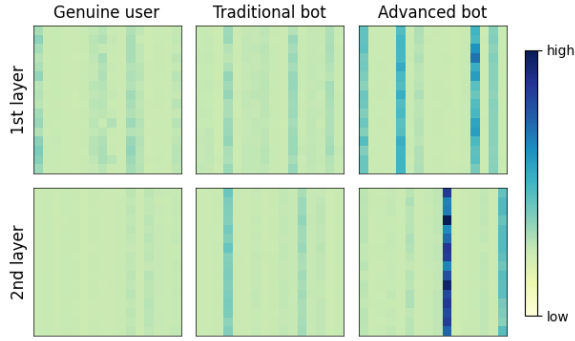 Genuine user Traditional bot Advanced bot
1st layer
2nd layer
high
low